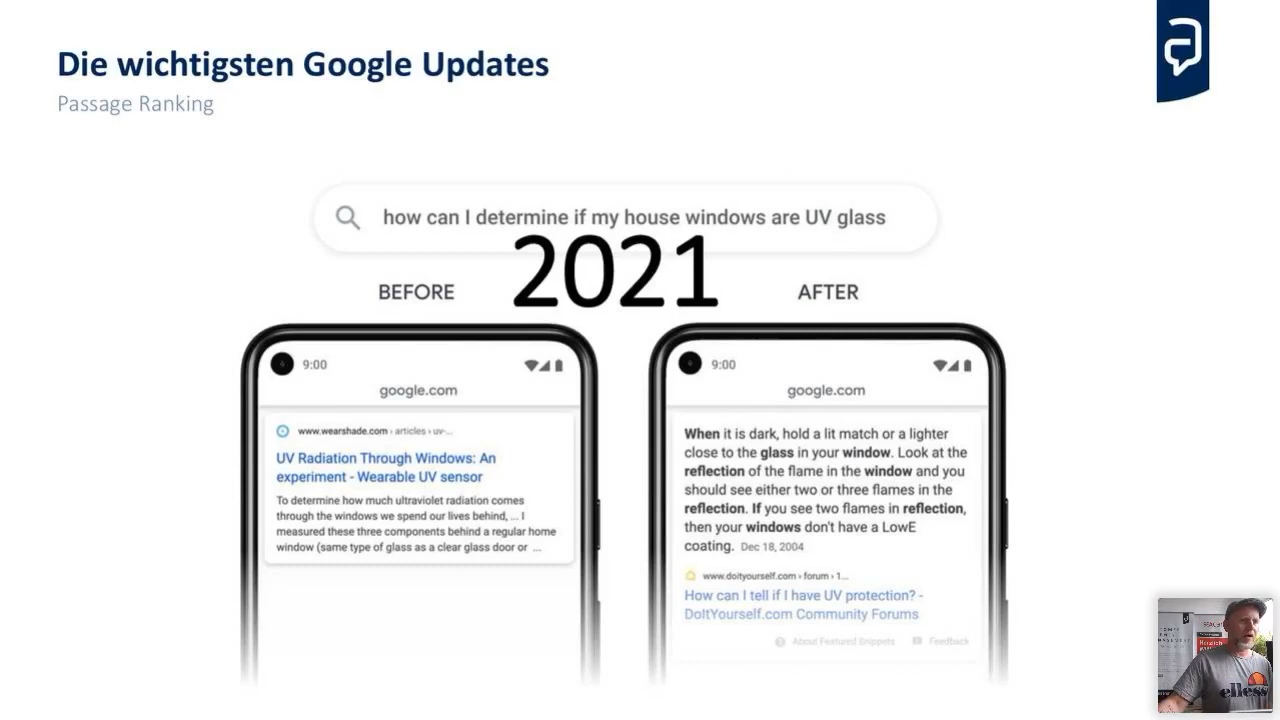 Die wichtigsten Google Updates
Passage Ranking
how can I determine if my house windows are UV glass
2021
BEFORE
AFTER
9:00
google.com
www.wearshade.com › articles › uv-...
UV Radiation Through Windows: An
experiment - Wearable UV sensor
To determine how much ultraviolet radiation comes
through the windows we spend our lives behind, ... I
measured these three components behind a regular home
window (same type of glass as a clear glass door or ...
9:00
google.com
When it is dark, hold a lit match or a lighter
close to the glass in your window. Look at the
reflection of the flame in the window and you
should see either two or three flames in the
reflection. If you see two flames in reflection,
then your windows don't have a LowE
coating. Dec 18, 2004
www.doityourself.com › forum › 1...
How can I tell if I have UV protection? -
DoItYourself.com Community Forums
About Featured Snippets
Feedback
ellesse